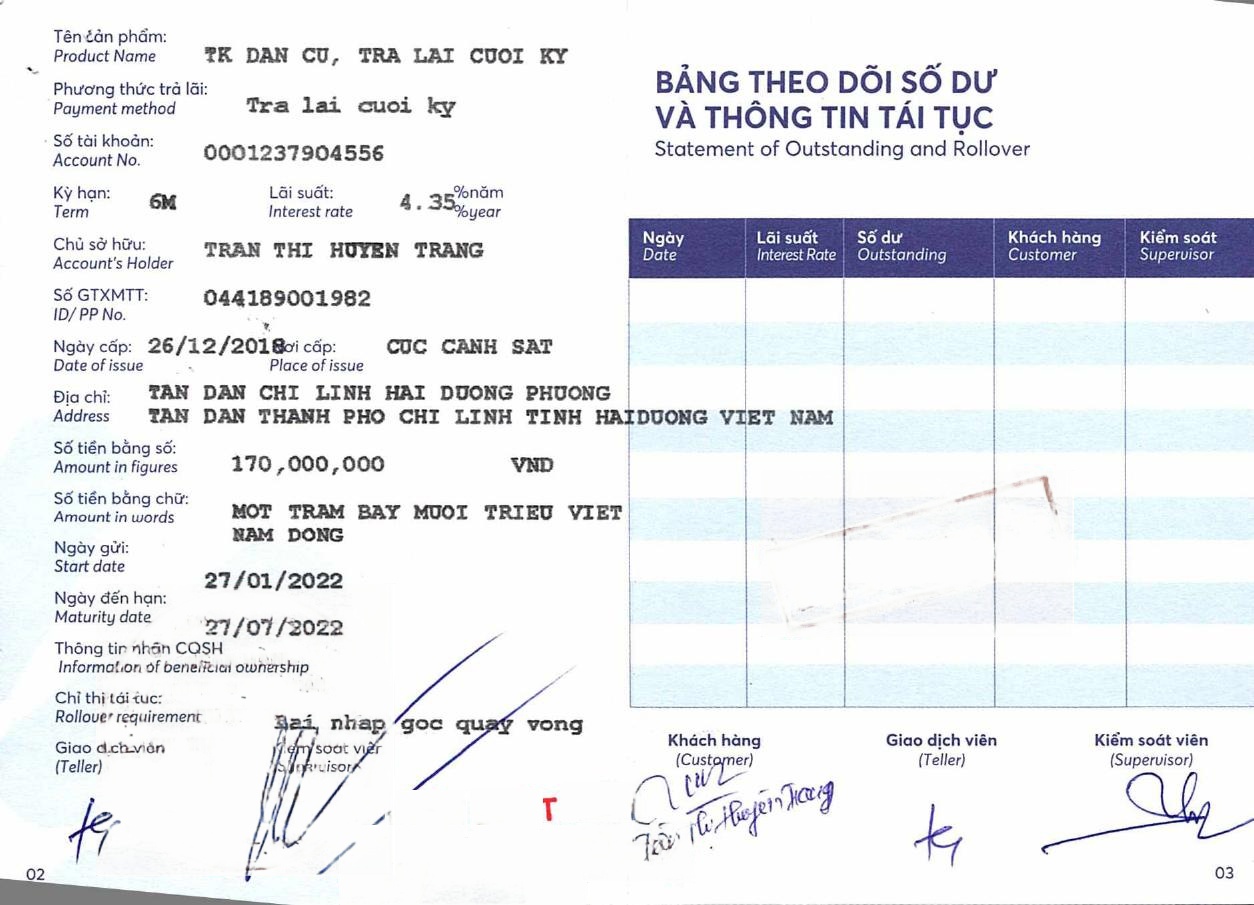 Tên sản phẩm: TK DAN CU, TRA LAI CUOI KY
Product Name
Phương thức trả lãi:
Payment method Tra lai cuoi ky
Số tài khoản:
Account No. 0001237904556
Kỳ hạn: 6M Lãi suất: 4.35 %năm
Term Interest rate %year
Chủ sở hữu: TRAN THI HUYEN TRANG
Account's Holder
Số GTXMTT: 044189001982
ID/ PP No.
Ngày cấp: 26/12/2018 Nơi cấp: CUC CANH SAT
Date of issue Place of issue
Địa chỉ: TAN DAN CHI LINH HAI DUONG PHUONG
Address TAN DAN THANH PHO CHI LINH TINH HAIDUONG VIET NAM
Số tiền bằng số:
Amount in figures 170,000,000 VND
Số tiền bằng chữ:
Amount in words MOT TRAM BAY MUOI TRIEU VIET
NAM DONG
Ngày gửi:
Start date 27/01/2022
Ngày đến hạn:
Maturity date 27/07/2022
Thông tin nhân CQSH
Information of beneficial ownership
Chỉ thị tái tục:
Rollover requirement Lai nhap goc quay vong
Giao dịch viên Kiểm soát viên
(Teller) (Supervisor)
T
02
BẢNG THEO DÕI SỐ DƯ
VÀ THÔNG TIN TÁI TỤC
Statement of Outstanding and Rollover
Ngày Lãi suất Số dư Khách hàng Kiểm soát
Date Interest Rate Outstanding Customer Supervisor
Khách hàng Giao dịch viên Kiểm soát viên
(Customer) (Teller) (Supervisor)
Trần Thị Huyền Trang
03